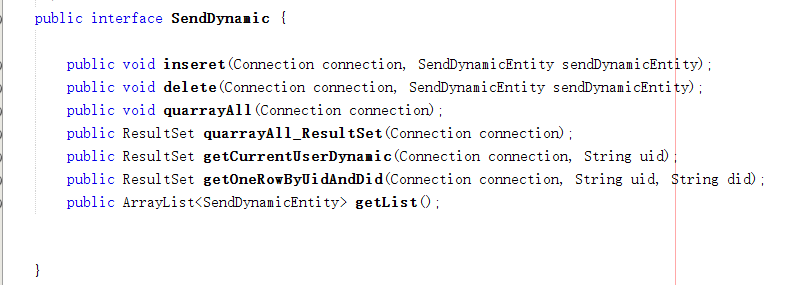 public interface SendDynamic {
public void inseret(Connection connection, SendDynamicEntity sendDynamicEntity);
public void delete(Connection connection, SendDynamicEntity sendDynamicEntity);
public void quarrayAll(Connection connection);
public ResultSet quarrayAll_ResultSet(Connection connection);
public ResultSet getCurrentUserDynamic(Connection connection, String uid);
public ResultSet getOneRowByUidAndDid(Connection connection, String uid, String did);
public ArrayList<SendDynamicEntity> getList();
}